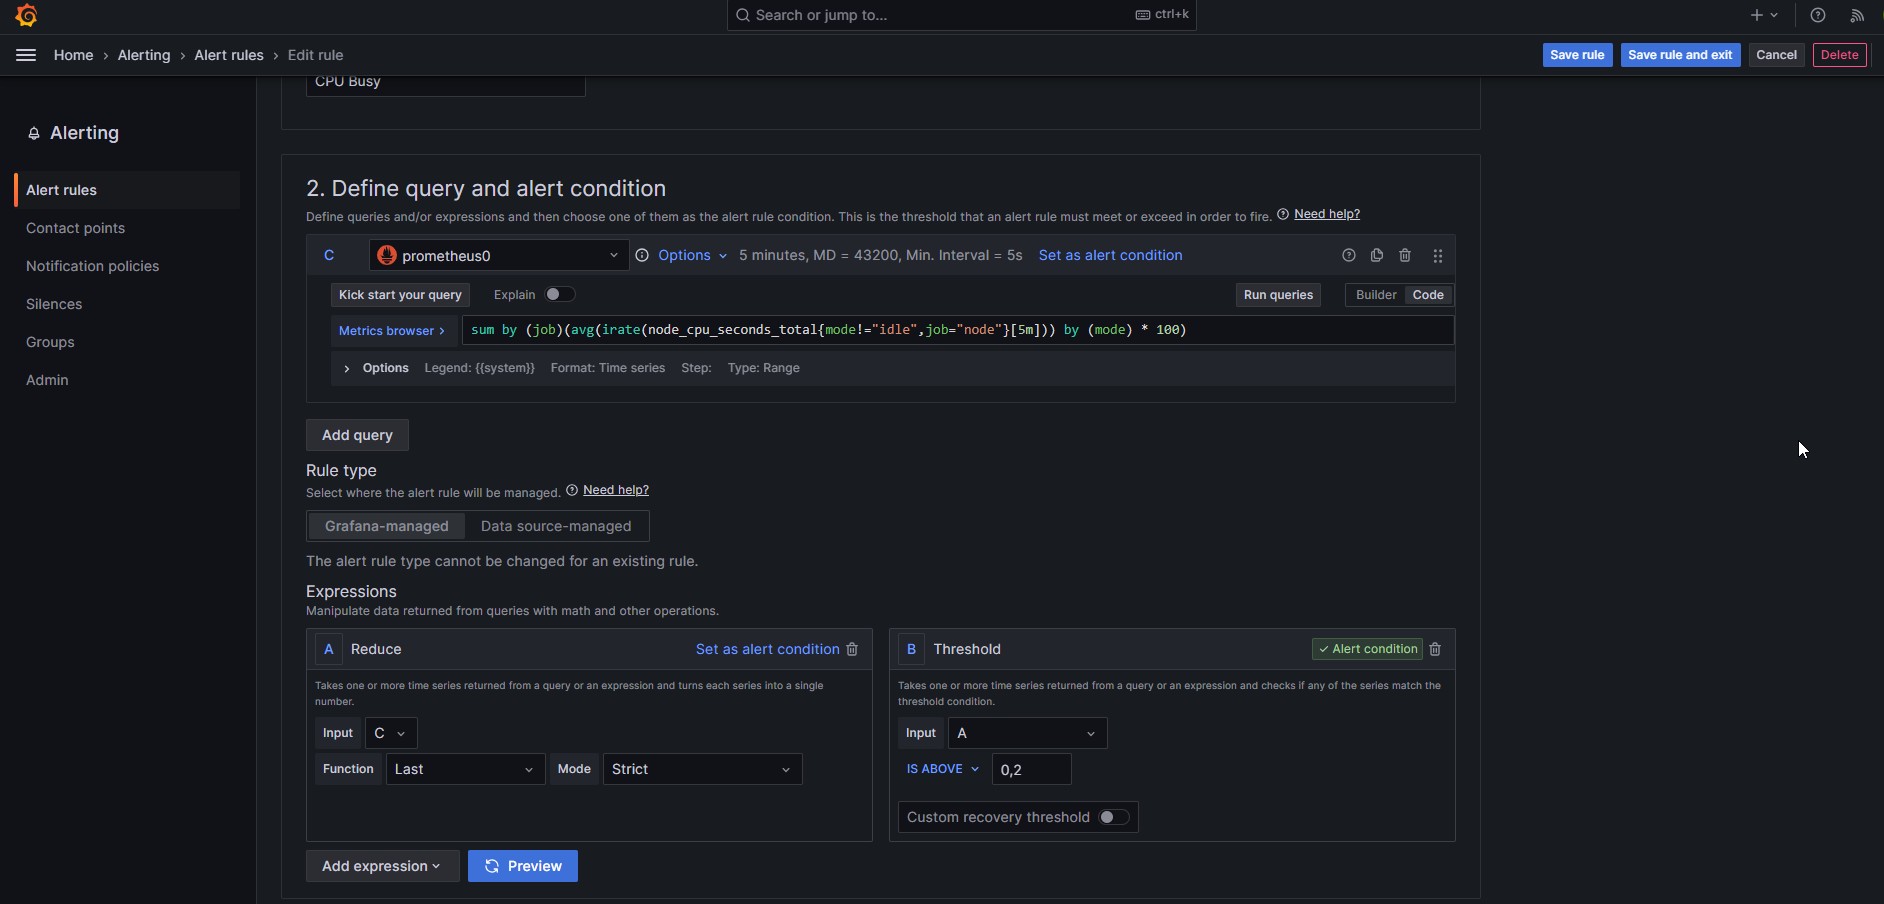 Search or jump to...
ctrl+k
Home › Alerting › Alert rules › Edit rule
Save rule
Save rule and exit
Cancel
Delete
CPU Busy
Alerting
Alert rules
Contact points
Notification policies
Silences
Groups
Admin
2. Define query and alert condition
Define queries and/or expressions and then choose one of them as the alert rule condition. This is the threshold that an alert rule must meet or exceed in order to fire. Need help?
C
prometheus0
Options
5 minutes, MD = 43200, Min. Interval = 5s
Set as alert condition
Kick start your query
Explain
Run queries
Builder
Code
Metrics browser ›
sum by (job)(avg(irate(node_cpu_seconds_total{mode!="idle",job="node"}[5m])) by (mode) * 100)
Options
Legend: {{system}}
Format: Time series
Step:
Type: Range
Add query
Rule type
Select where the alert rule will be managed. Need help?
Grafana-managed
Data source-managed
The alert rule type cannot be changed for an existing rule.
Expressions
Manipulate data returned from queries with math and other operations.
A
Reduce
Set as alert condition
Takes one or more time series returned from a query or an expression and turns each series into a single
number.
Input
C
Function
Last
Mode
Strict
B
Threshold
Alert condition
Takes one or more time series returned from a query or an expression and checks if any of the series match the
threshold condition.
Input
A
IS ABOVE
0,2
Custom recovery threshold
Add expression
Preview